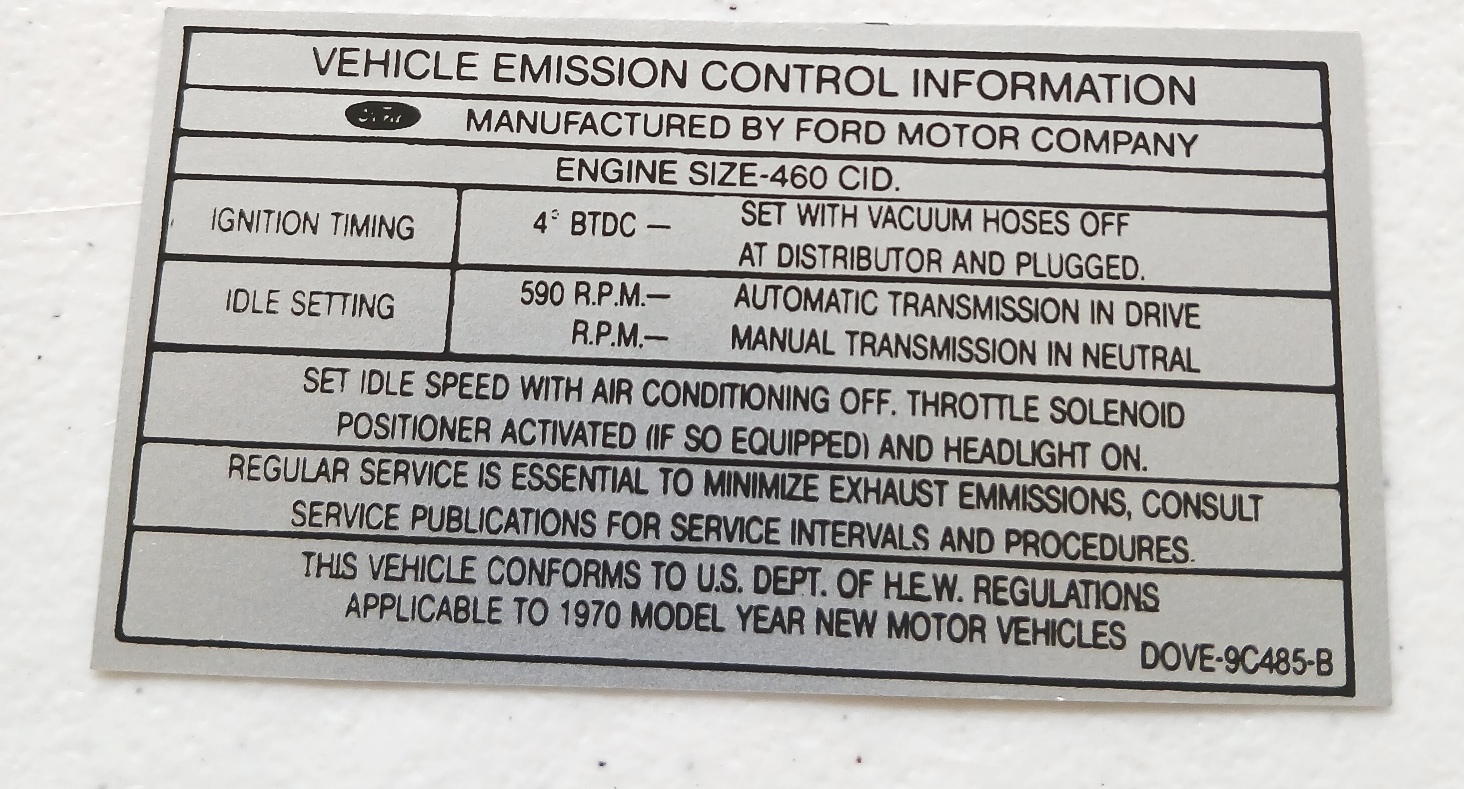 VEHICLE EMISSION CONTROL INFORMATION
MANUFACTURED BY FORD MOTOR COMPANY
ENGINE SIZE-460 CID.
IGNITION TIMING
4° BTDC — SET WITH VACUUM HOSES OFF
AT DISTRIBUTOR AND PLUGGED.
IDLE SETTING
590 R.P.M.— AUTOMATIC TRANSMISSION IN DRIVE
R.P.M.— MANUAL TRANSMISSION IN NEUTRAL
SET IDLE SPEED WITH AIR CONDITIONING OFF. THROTTLE SOLENOID
POSITIONER ACTIVATED (IF SO EQUIPPED) AND HEADLIGHT ON.
REGULAR SERVICE IS ESSENTIAL TO MINIMIZE EXHAUST EMMISSIONS, CONSULT
SERVICE PUBLICATIONS FOR SERVICE INTERVALS AND PROCEDURES.
THIS VEHICLE CONFORMS TO U.S. DEPT. OF H.E.W. REGULATIONS
APPLICABLE TO 1970 MODEL YEAR NEW MOTOR VEHICLES
DOVE-9C485-B